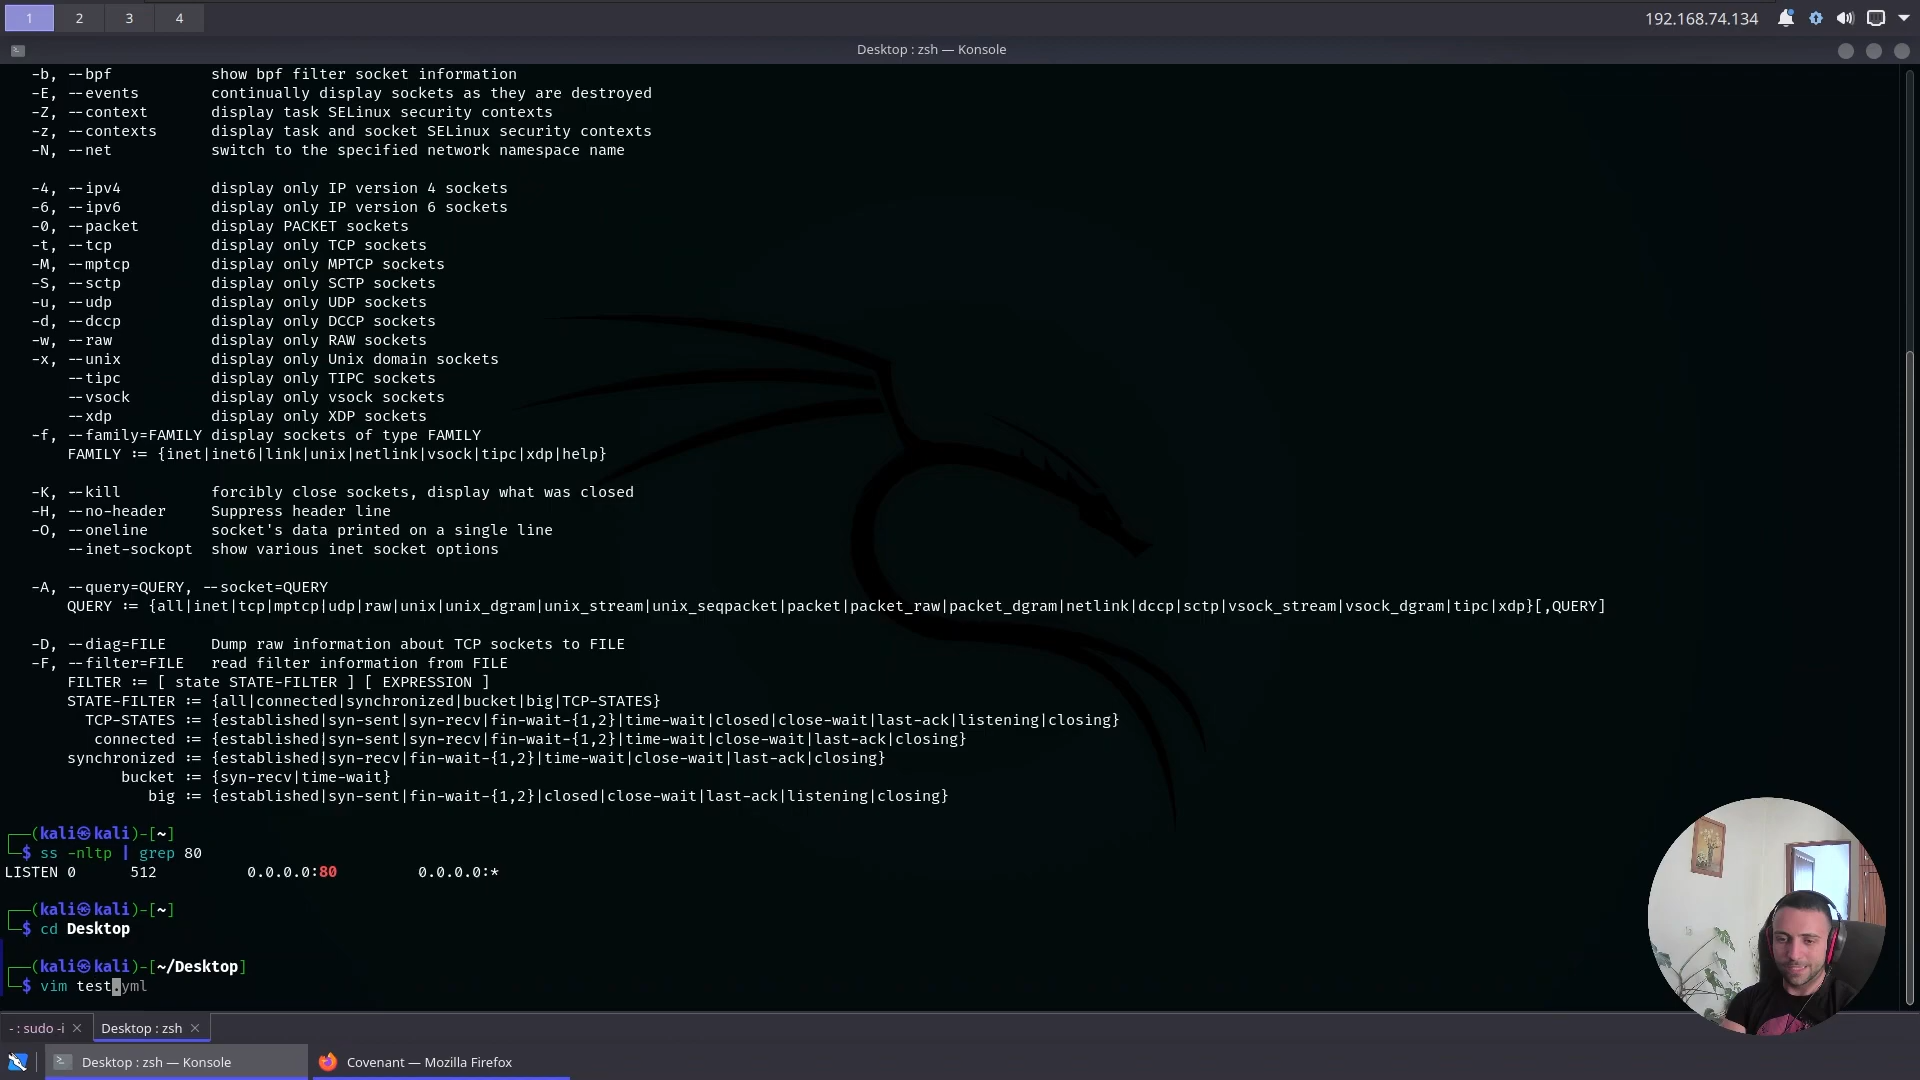 1 2 3 4 192.168.74.134
Desktop : zsh — Konsole
-b, --bpf show bpf filter socket information
-E, --events continually display sockets as they are destroyed
-Z, --context display task SELinux security contexts
-z, --contexts display task and socket SELinux security contexts
-N, --net switch to the specified network namespace name
-4, --ipv4 display only IP version 4 sockets
-6, --ipv6 display only IP version 6 sockets
-0, --packet display PACKET sockets
-t, --tcp display only TCP sockets
-M, --mptcp display only MPTCP sockets
-S, --sctp display only SCTP sockets
-u, --udp display only UDP sockets
-d, --dccp display only DCCP sockets
-w, --raw display only RAW sockets
-x, --unix display only Unix domain sockets
--tipc display only TIPC sockets
--vsock display only vsock sockets
--xdp display only XDP sockets
-f, --family=FAMILY display sockets of type FAMILY
FAMILY := {inet|inet6|link|unix|netlink|vsock|tipc|xdp|help}
-K, --kill forcibly close sockets, display what was closed
-H, --no-header Suppress header line
-O, --oneline socket's data printed on a single line
--inet-sockopt show various inet socket options
-A, --query=QUERY, --socket=QUERY
QUERY := {all|inet|tcp|mptcp|udp|raw|unix|unix_dgram|unix_stream|unix_seqpacket|packet|packet_raw|packet_dgram|netlink|dccp|sctp|vsock_stream|vsock_dgram|tipc|xdp}[,QUERY]
-D, --diag=FILE Dump raw information about TCP sockets to FILE
-F, --filter=FILE read filter information from FILE
FILTER := [ state STATE-FILTER ] [ EXPRESSION ]
STATE-FILTER := {all|connected|synchronized|bucket|big|TCP-STATES}
TCP-STATES := {established|syn-sent|syn-recv|fin-wait-{1,2}|time-wait|closed|close-wait|last-ack|listening|closing}
connected := {established|syn-sent|syn-recv|fin-wait-{1,2}|time-wait|close-wait|last-ack|closing}
synchronized := {established|syn-recv|fin-wait-{1,2}|time-wait|close-wait|last-ack|closing}
bucket := {syn-recv|time-wait}
big := {established|syn-sent|fin-wait-{1,2}|closed|close-wait|last-ack|listening|closing}
┌──(kali㉿kali)-[~]
└─$ ss -nltp | grep 80
LISTEN 0 512 0.0.0.0:80 0.0.0.0:*
┌──(kali㉿kali)-[~]
└─$ cd Desktop
┌──(kali㉿kali)-[~/Desktop]
└─$ vim test.yml
- : sudo -i × Desktop : zsh ×
Desktop : zsh — Konsole Covenant — Mozilla Firefox